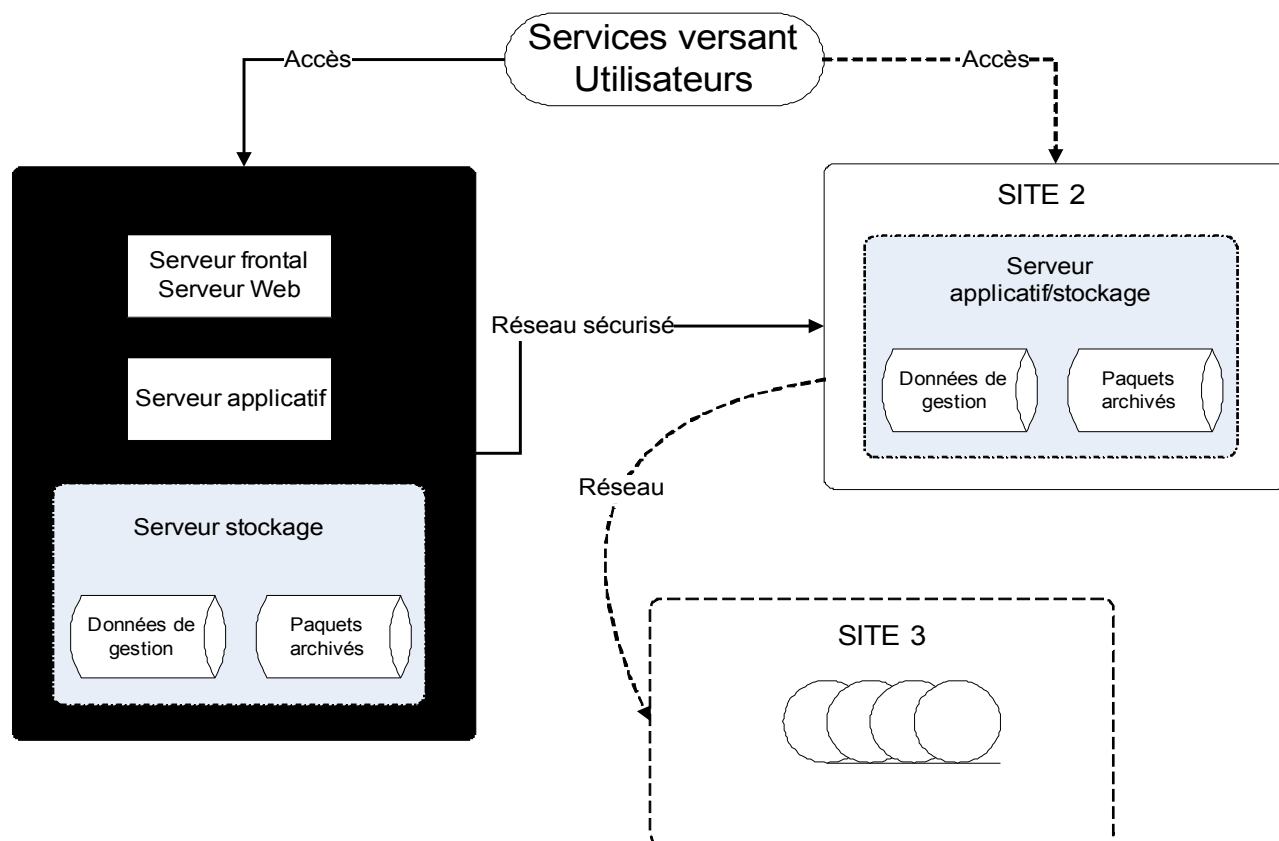 Services versant
Utilisateurs
Accès
Accès
Serveur frontal
Serveur Web
Serveur applicatif
Serveur stockage
Données de
gestion
Paquets
archivés
Réseau sécurisé
SITE 2
Serveur
applicatif/stockage
Données de
gestion
Paquets
archivés
Réseau
SITE 3